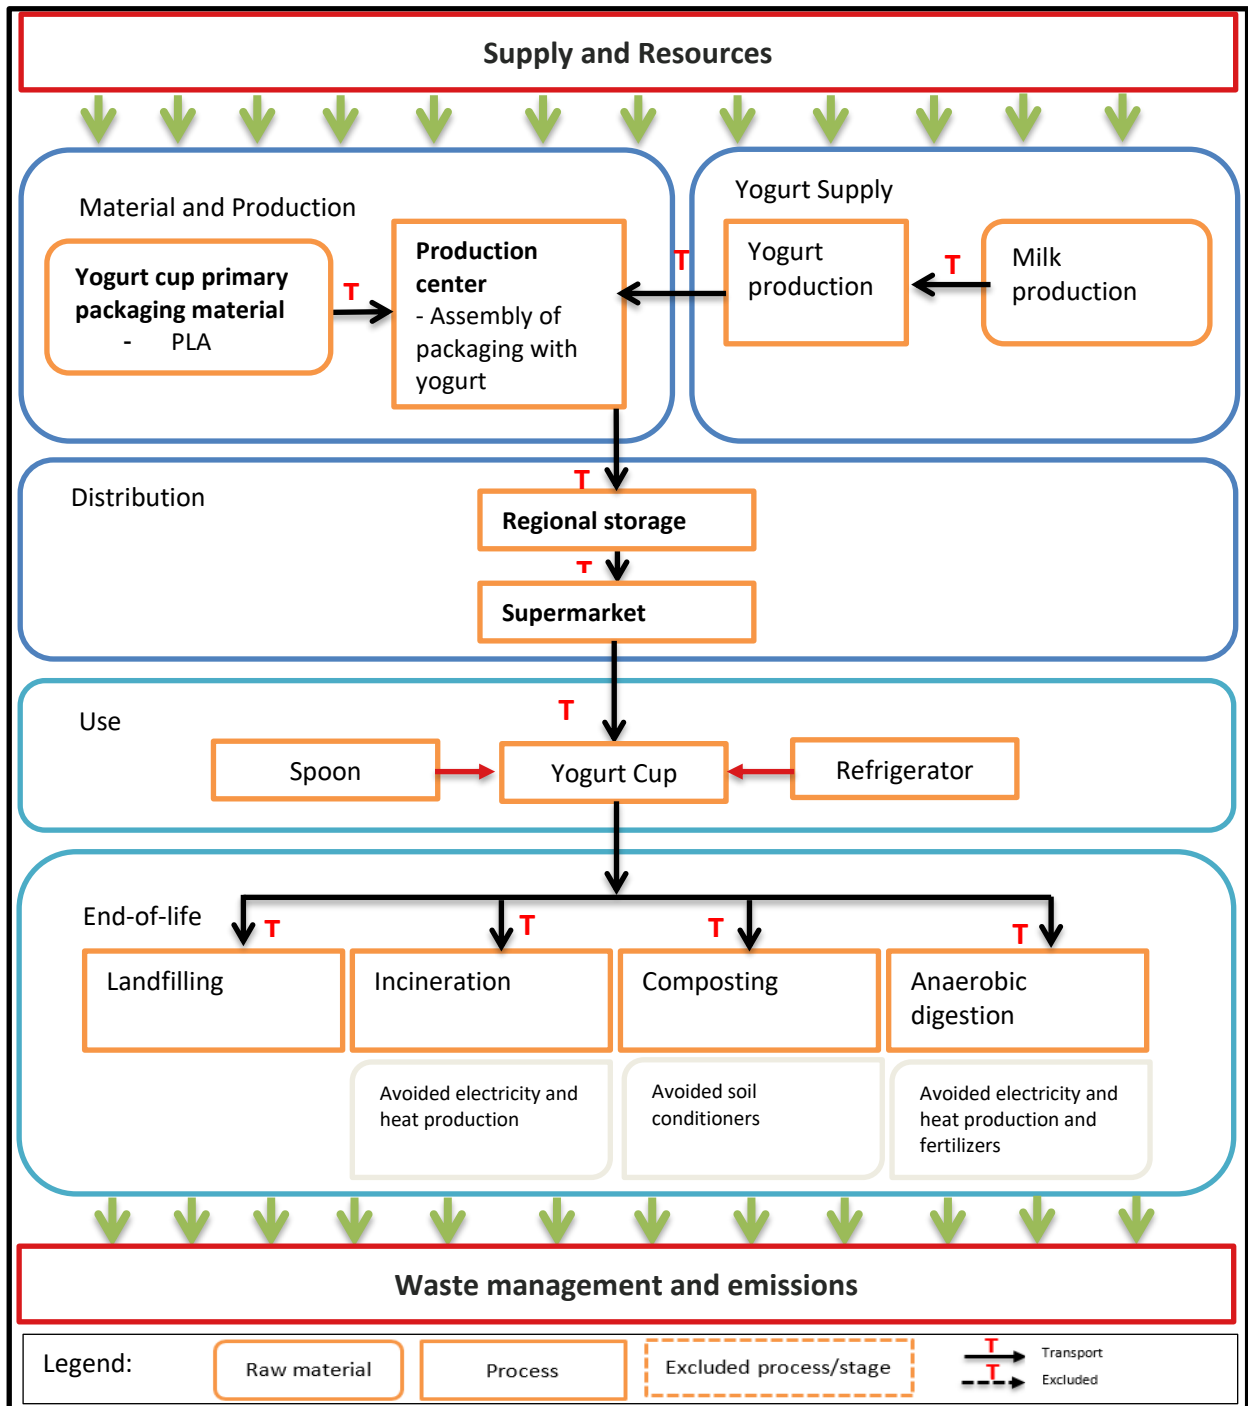 Supply and Resources
Material and Production
Yogurt cup primary
packaging material
- PLA
T
Production
center
- Assembly of
packaging with
yogurt
T
Yogurt Supply
Yogurt
production
T
Milk
production
Distribution
T
Regional storage
T
Supermarket
Use
T
Spoon
Yogurt Cup
Refrigerator
End-of-life
T
T
T
T
Landfilling
Incineration
Composting
Anaerobic
digestion
Avoided electricity and
heat production
Avoided soil
conditioners
Avoided electricity and
heat production and
fertilizers
Waste management and emissions
Legend:
Raw material
Process
Excluded process/stage
T
Transport
T
Excluded